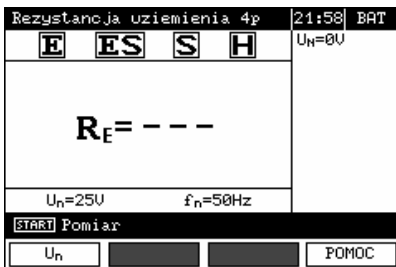 Rezystancja uziemienia 4p 21:58 BAT
E ES S H UN=0V
RE=---
Un=25V fn=50Hz
START Pomiar
Un POMOC